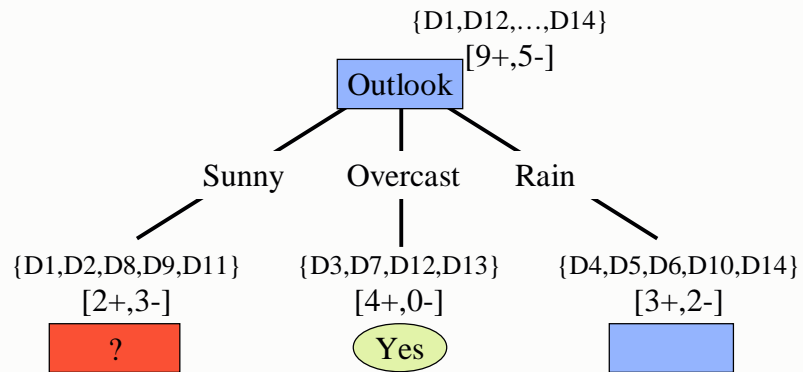 {D1,D12,…,D14}
[9+,5-]
Outlook
Sunny Overcast Rain
{D1,D2,D8,D9,D11} {D3,D7,D12,D13} {D4,D5,D6,D10,D14}
[2+,3-] [4+,0-] [3+,2-]
? Yes